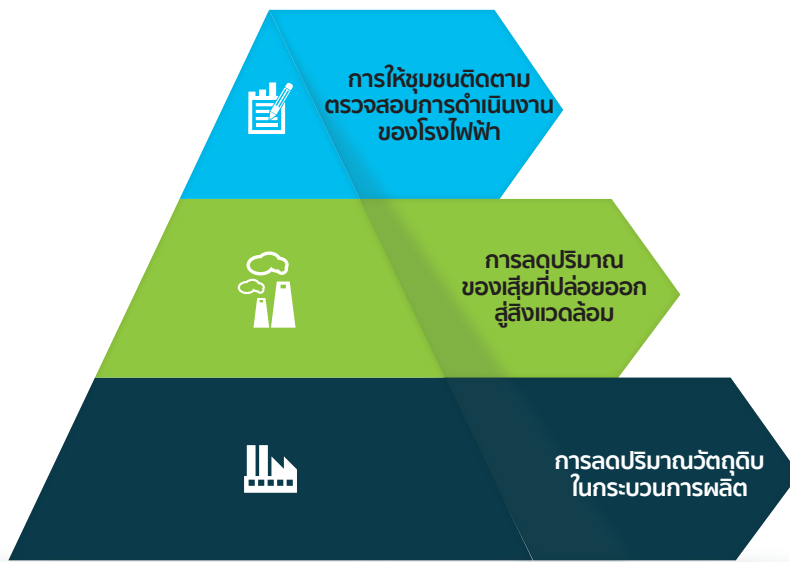 การให้ชุมชนติดตาม
ตรวจสอบการดำเนินงาน
ของโรงไฟฟ้า
การลดปริมาณ
ของเสียที่ปล่อยออก
สู่สิ่งแวดล้อม
การลดปริมาณวัตถุดิบ
ในกระบวนการผลิต